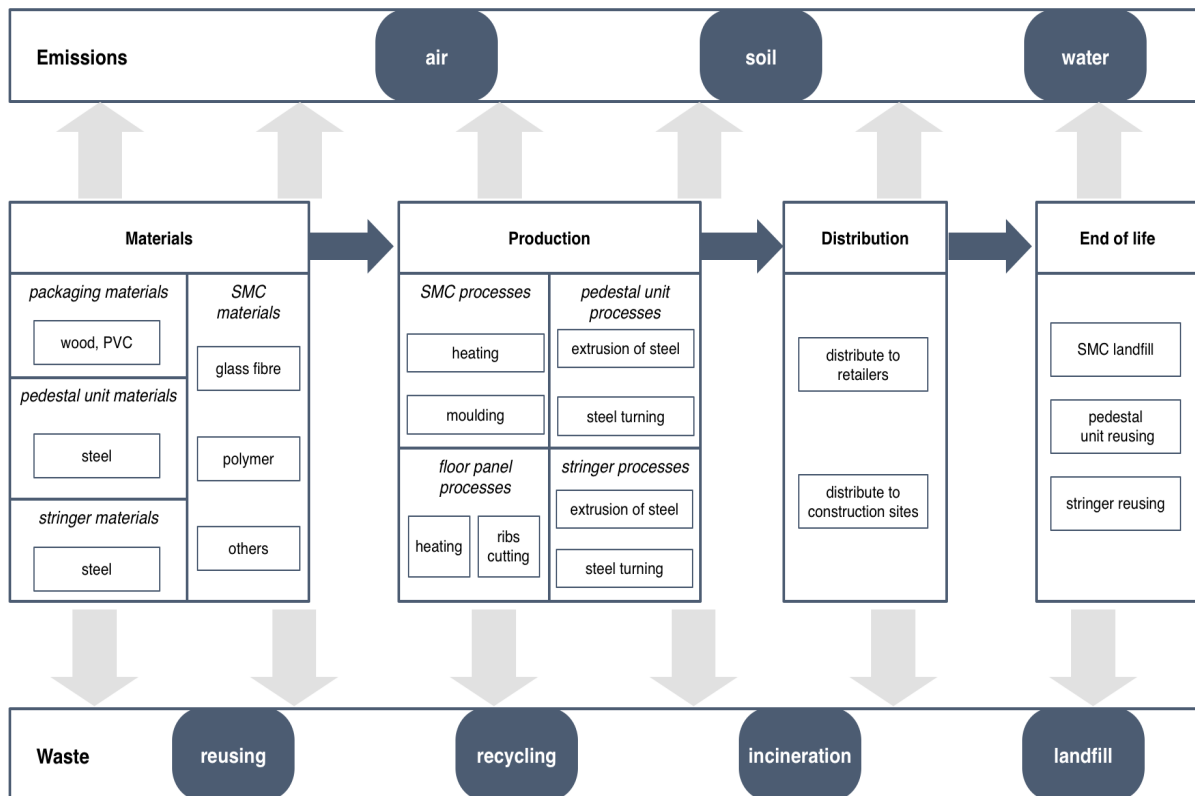 Emissions
air
soil
water
Materials
Production
Distribution
End of life
packaging materials
wood, PVC
pedestal unit materials
steel
stringer materials
steel
SMC
materials
glass fibre
polymer
others
SMC processes
heating
moulding
pedestal unit
processes
extrusion of steel
steel turning
floor panel
processes
heating
ribs
cutting
stringer processes
extrusion of steel
steel turning
distribute to
retailers
distribute to
construction sites
SMC landfill
pedestal
unit reusing
stringer reusing
Waste
reusing
recycling
incineration
landfill